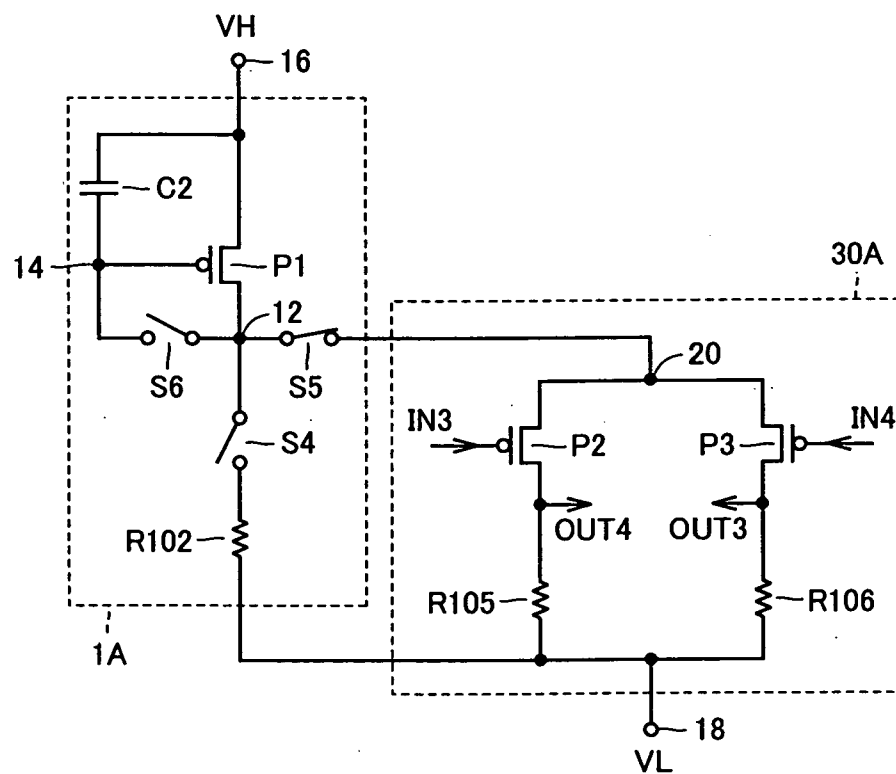 VH
16
C2
14
P1
30A
12
20
S6
S5
IN3
IN4
P2
P3
S4
OUT4
OUT3
R102
R105
R106
1A
18
VL